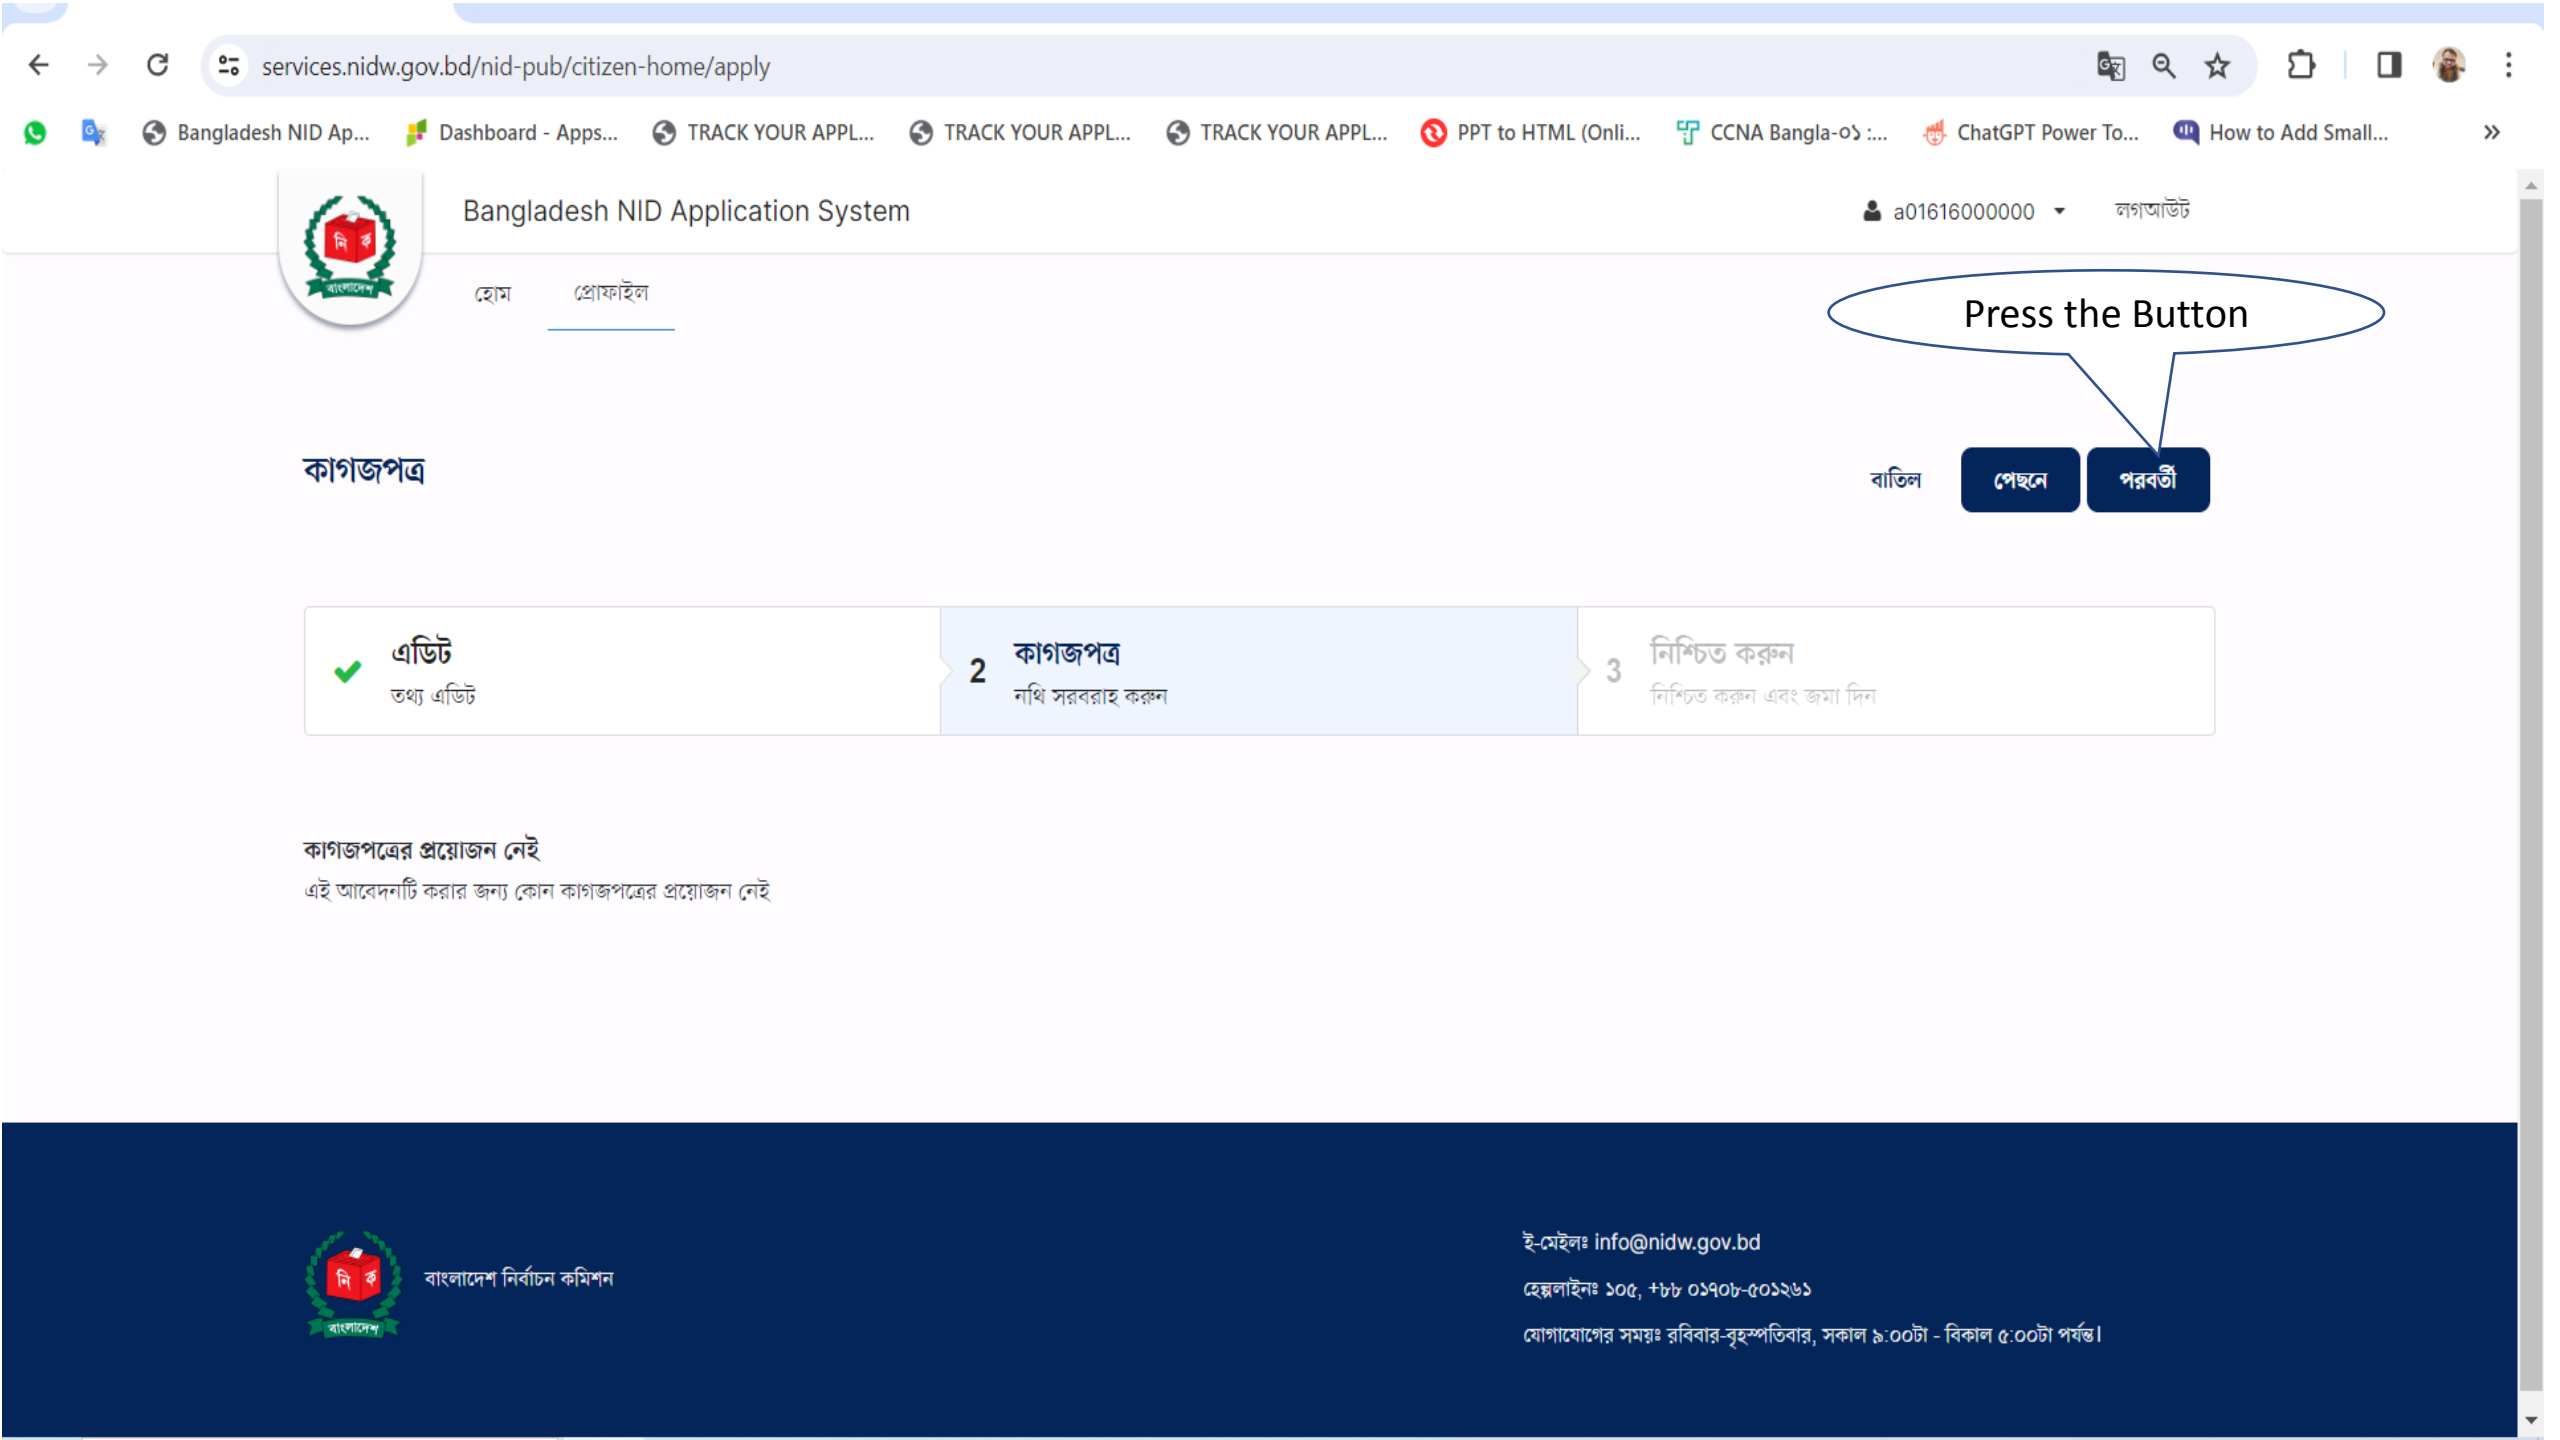 services.nidw.gov.bd/nid-pub/citizen-home/apply
Bangladesh NID Ap... Dashboard - Apps... TRACK YOUR APPL... TRACK YOUR APPL... TRACK YOUR APPL... PPT to HTML (Onli... CCNA Bangla-০১ :... ChatGPT Power To... How to Add Small...
নি ক
বাংলাদেশ
Bangladesh NID Application System
a01616000000
লগআউট
হোম প্রোফাইল
Press the Button
কাগজপত্র
বাতিল পেছনে পরবর্তী
এডিট
তথ্য এডিট
2 কাগজপত্র
নথি সরবরাহ করুন
3 নিশ্চিত করুন
নিশ্চিত করুন এবং জমা দিন
কাগজপত্রের প্রয়োজন নেই
এই আবেদনটি করার জন্য কোন কাগজপত্রের প্রয়োজন নেই
নি ক
বাংলাদেশ
বাংলাদেশ নির্বাচন কমিশন
ই-মেইলঃ info@nidw.gov.bd
হেল্পলাইনঃ ১০৫, +৮৮ ০১৭০৮-৫০১২৬১
যোগাযোগের সময়ঃ রবিবার-বৃহস্পতিবার, সকাল ৯:০০টা - বিকাল ৫:০০টা পর্যন্ত।